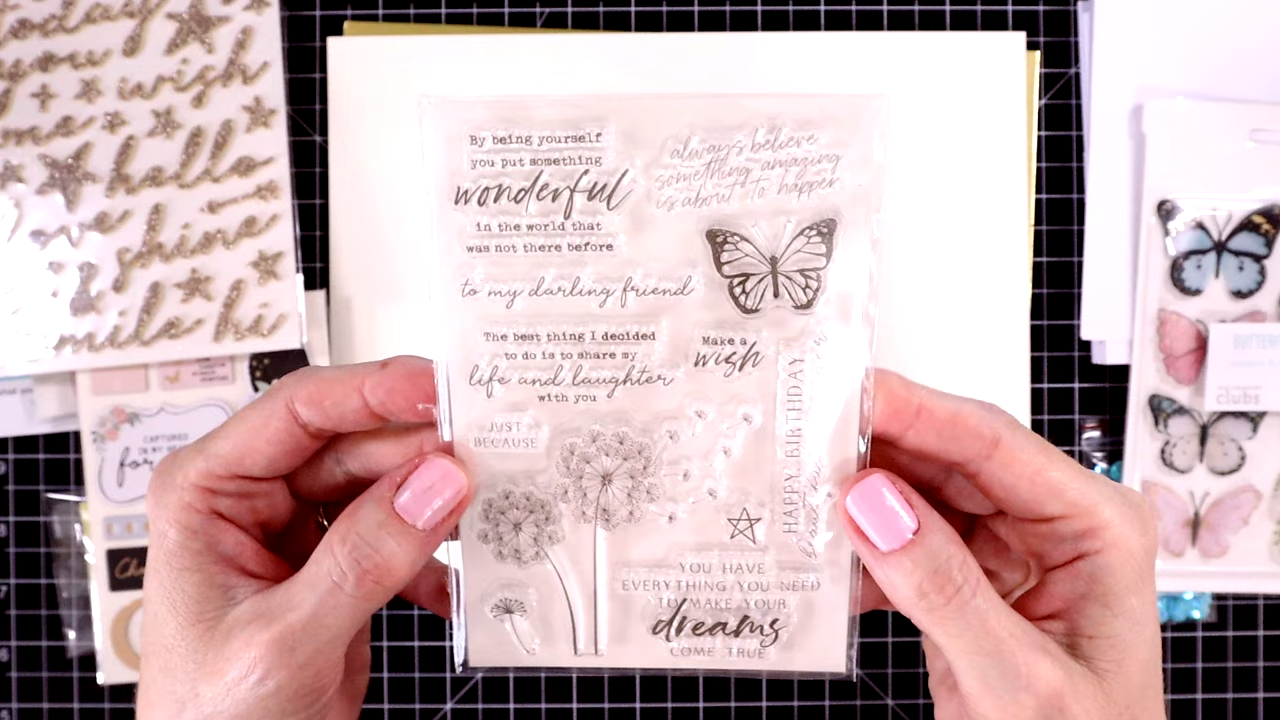 you wish
hello
shine
hi
CAPTURED
By being yourself
you put something
wonderful
in the world that
was not there before
always believe
something amazing
is about to happen
to my darling friend
The best thing I decided
to do is to share my
life and laughter
with you
Make a
wish
JUST
BECAUSE
HAPPY BIRTHDAY
YOU HAVE
EVERYTHING YOU NEED
TO MAKE YOUR
dreams
COME TRUE
clubs